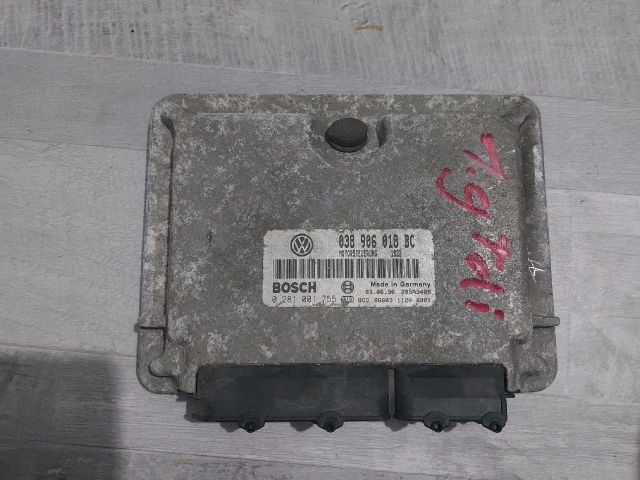 038 906 018 BC
MOTORSTEUERUNG
BOSCH
Made in Germany
0 281 001 755
1.9 Tdi